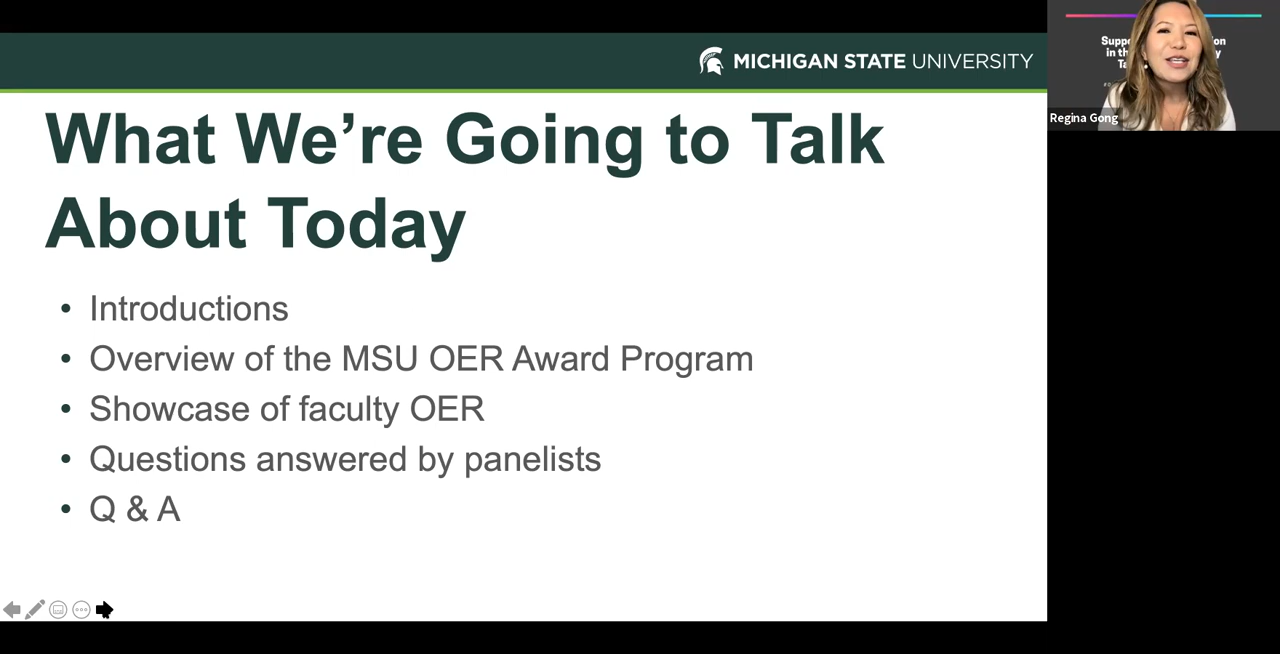 MICHIGAN STATE UNIVERSITY
What We’re Going to Talk
About Today
• Introductions
• Overview of the MSU OER Award Program
• Showcase of faculty OER
• Questions answered by panelists
• Q & A
Regina Gong